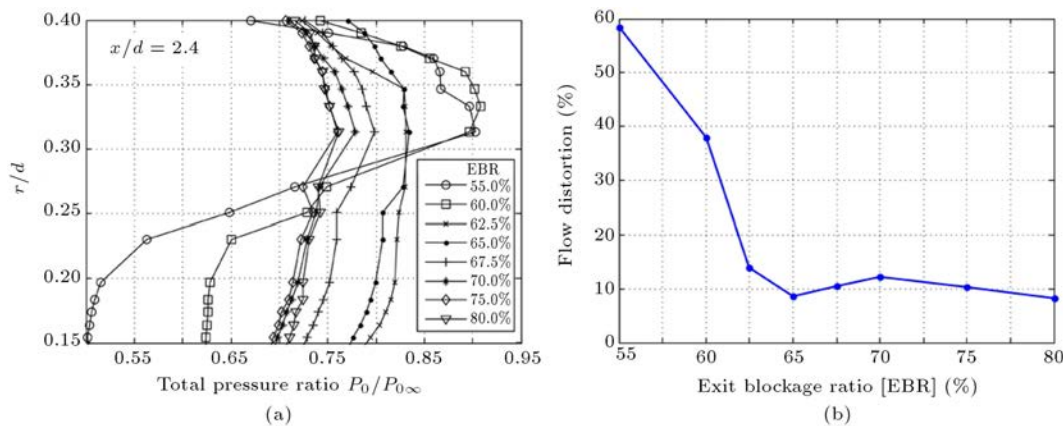 0.40
0.35
0.30
0.25
0.20
0.15
r/d
x/d = 2.4
EBR
55.0%
60.0%
62.5%
65.0%
67.5%
70.0%
75.0%
80.0%
0.55 0.65 0.75 0.85 0.95
Total pressure ratio P0/P0∞
(a)
60
50
40
30
20
10
0
Flow distortion (%)
55 60 65 70 75 80
Exit blockage ratio [EBR] (%)
(b)